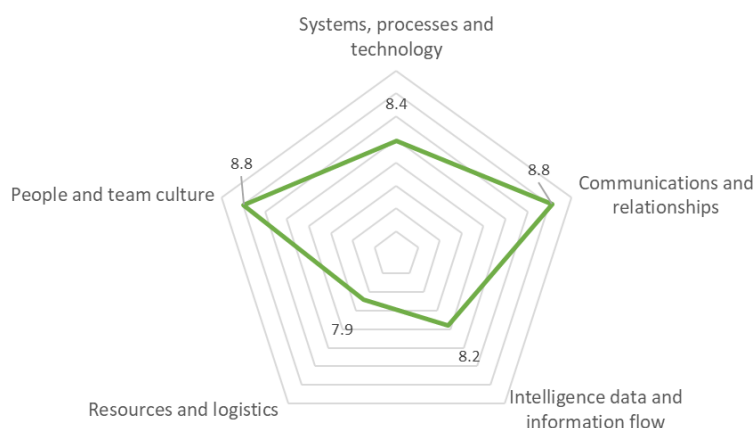 Systems, processes and
technology
8.4
8.8
8.8
People and team culture
Communications and
relationships
7.9
8.2
Resources and logistics
Intelligence data and
information flow